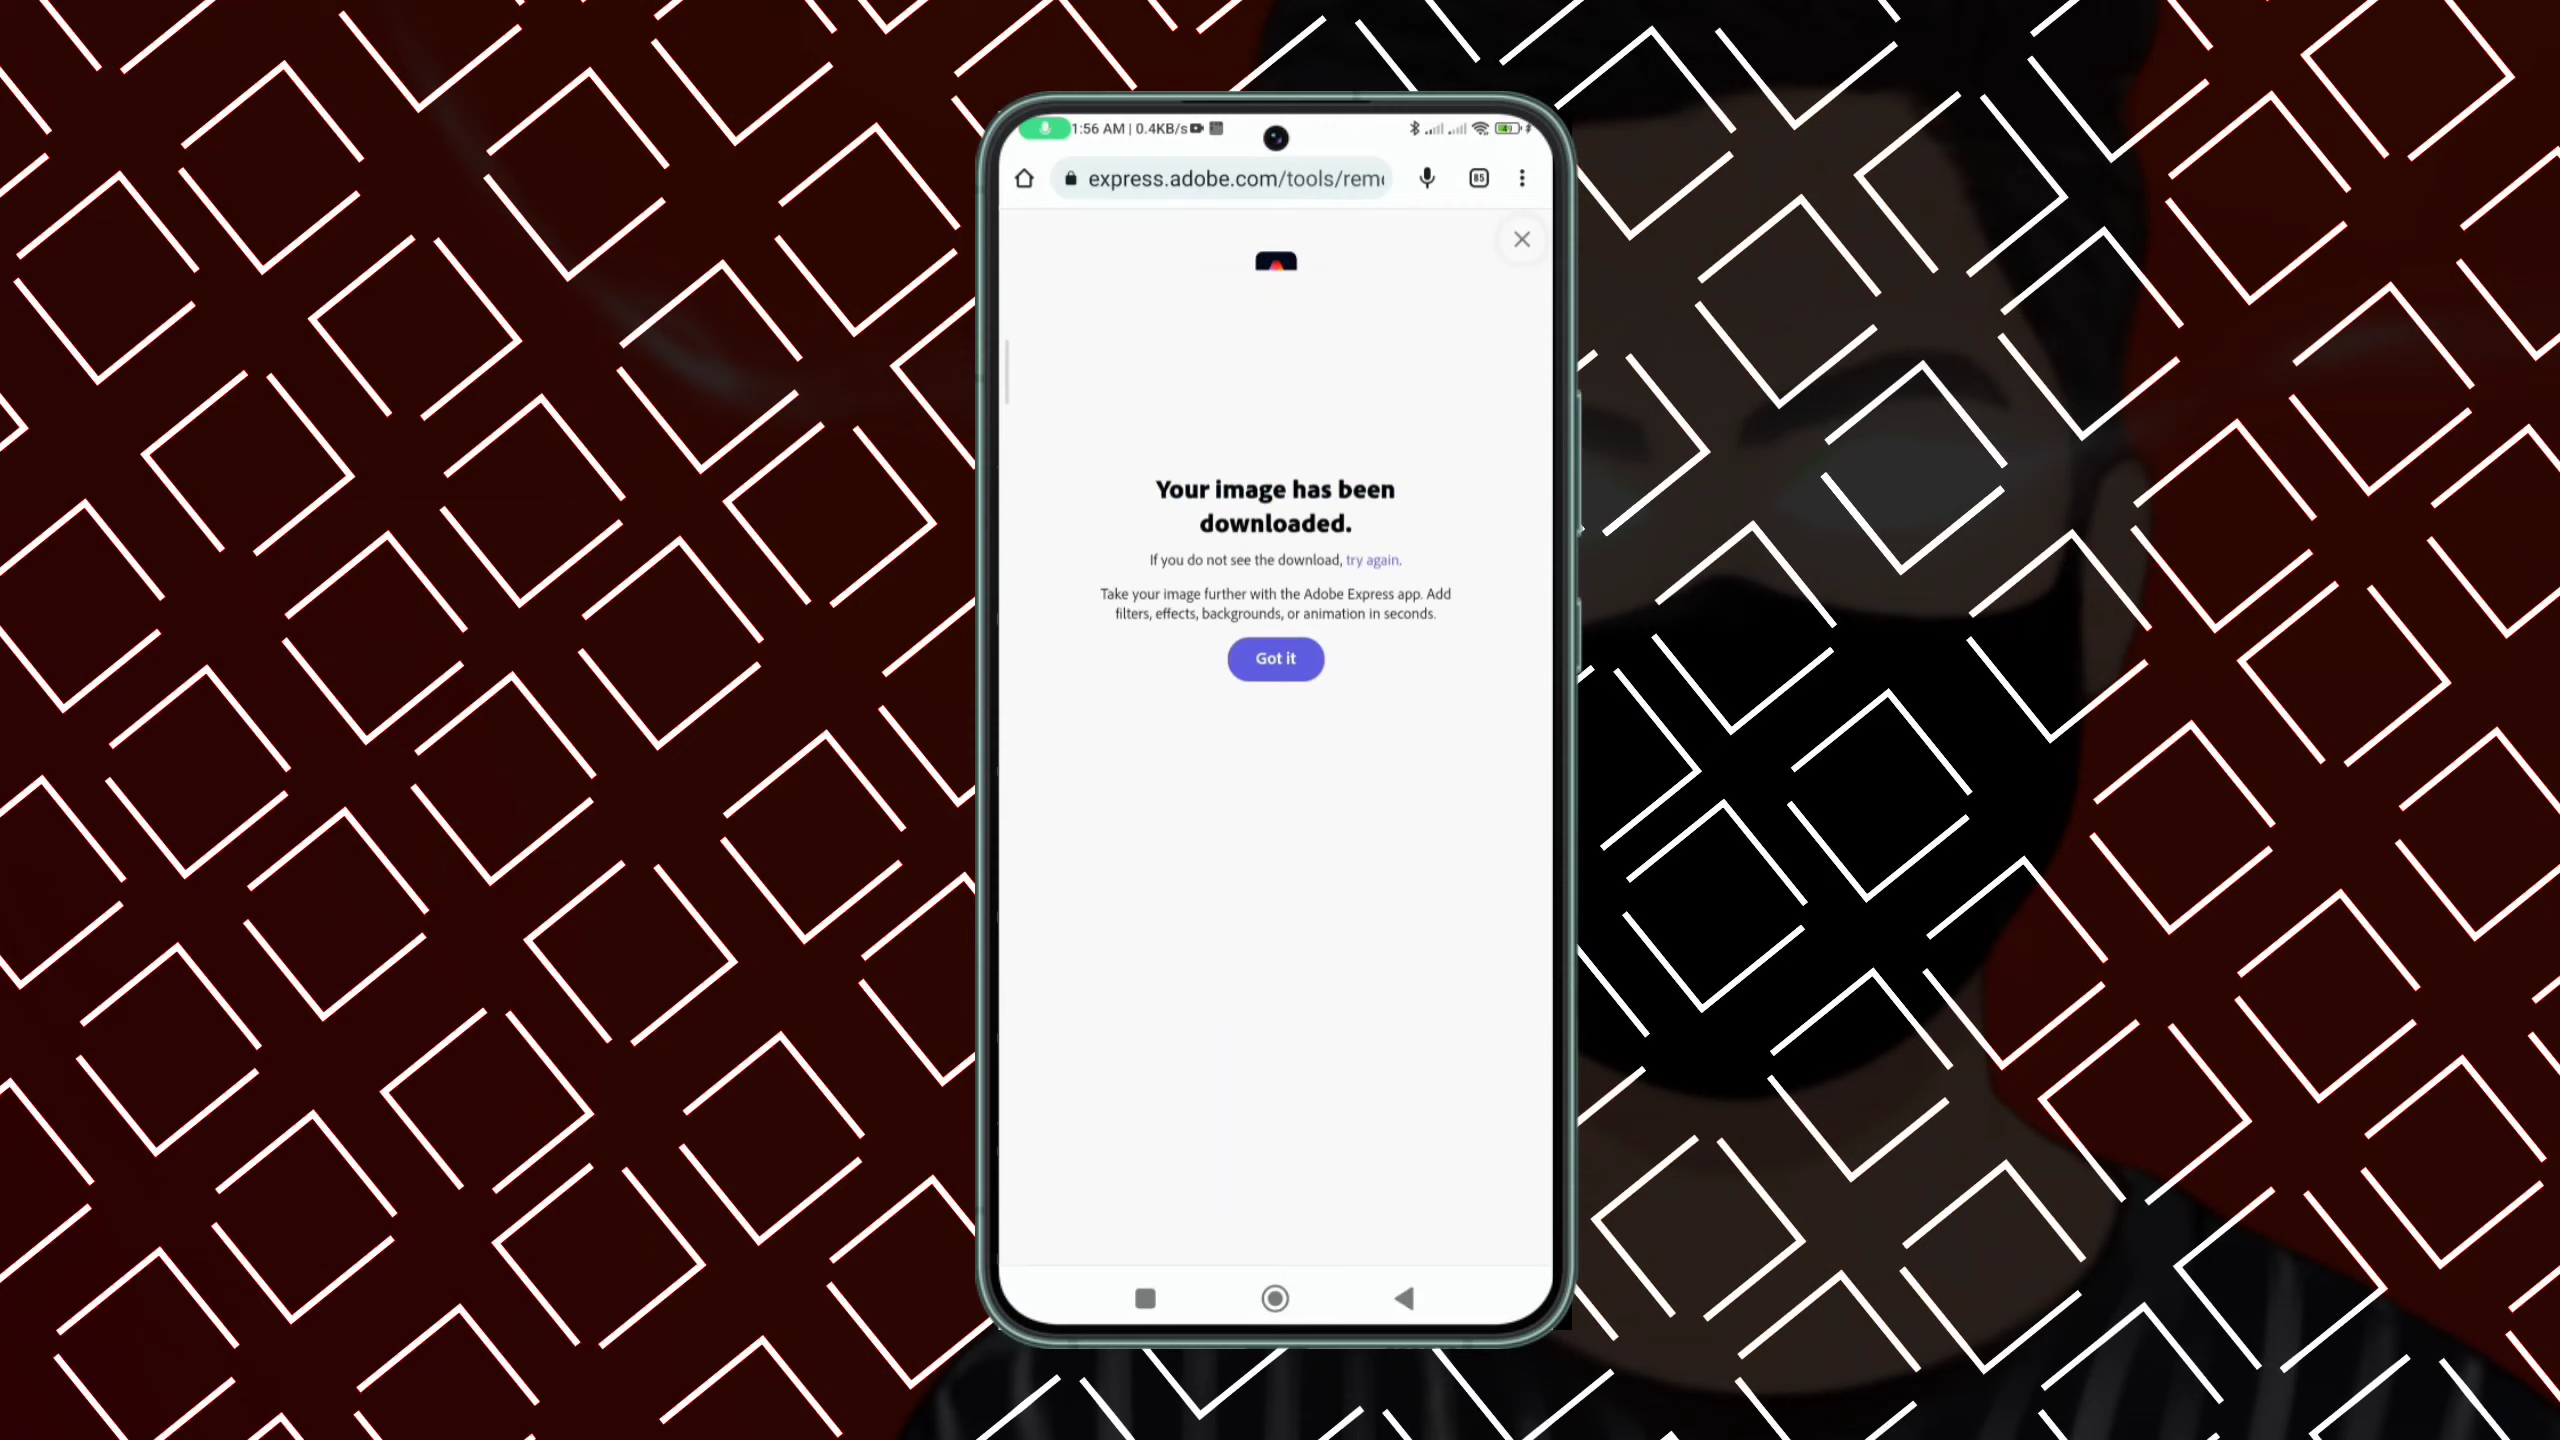 1:56 AM | 0.4KB/s
express.adobe.com/tools/rem
85
Your image has been
downloaded.
If you do not see the download, try again.
Take your image further with the Adobe Express app. Add
filters, effects, backgrounds, or animation in seconds.
Got it